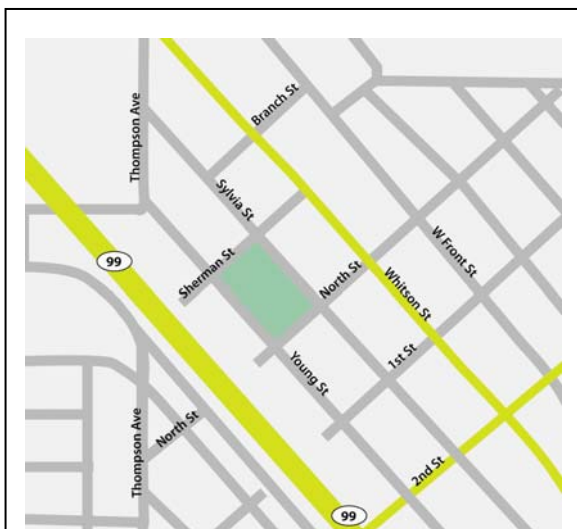 Thompson Ave
Branch St
Sylvia St
99
Sherman St
North St
W Front St
Whitson St
Young St
1st St
Thompson Ave
North St
2nd St
99